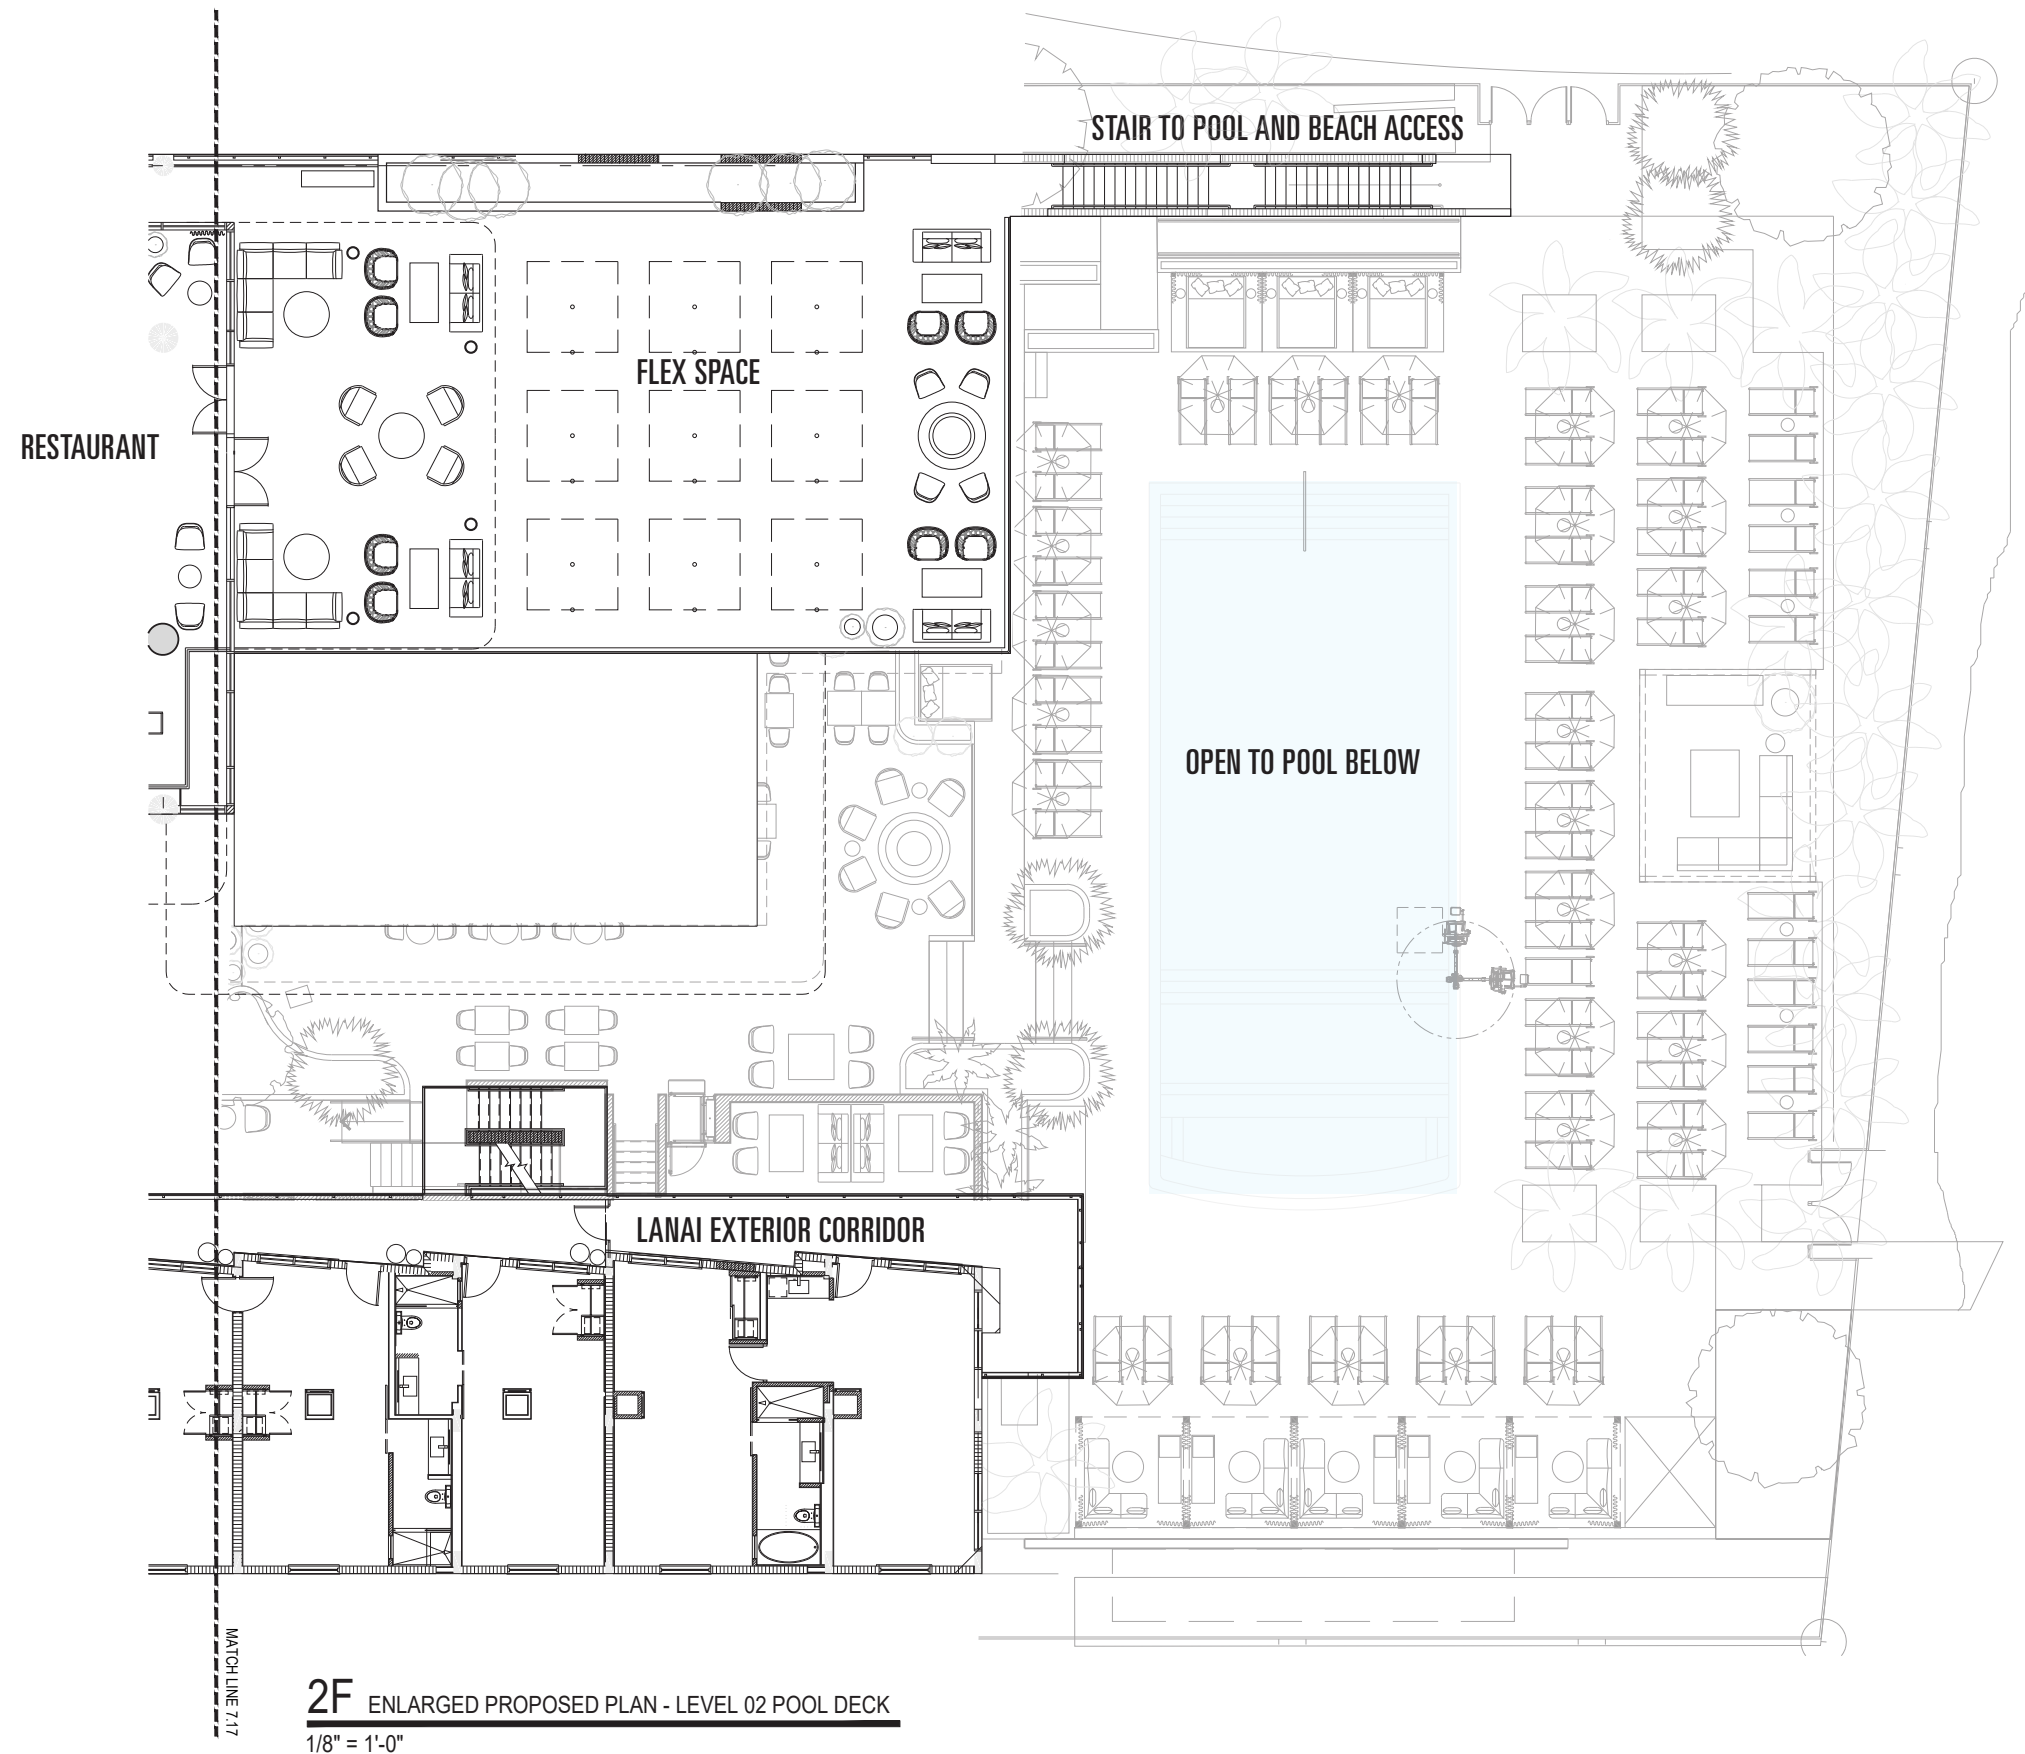 STAIR TO POOL AND BEACH ACCESS
FLEX SPACE
RESTAURANT
OPEN TO POOL BELOW
LANAI EXTERIOR CORRIDOR
MATCH LINE 7.17
2F ENLARGED PROPOSED PLAN - LEVEL 02 POOL DECK
1/8" = 1'-0"